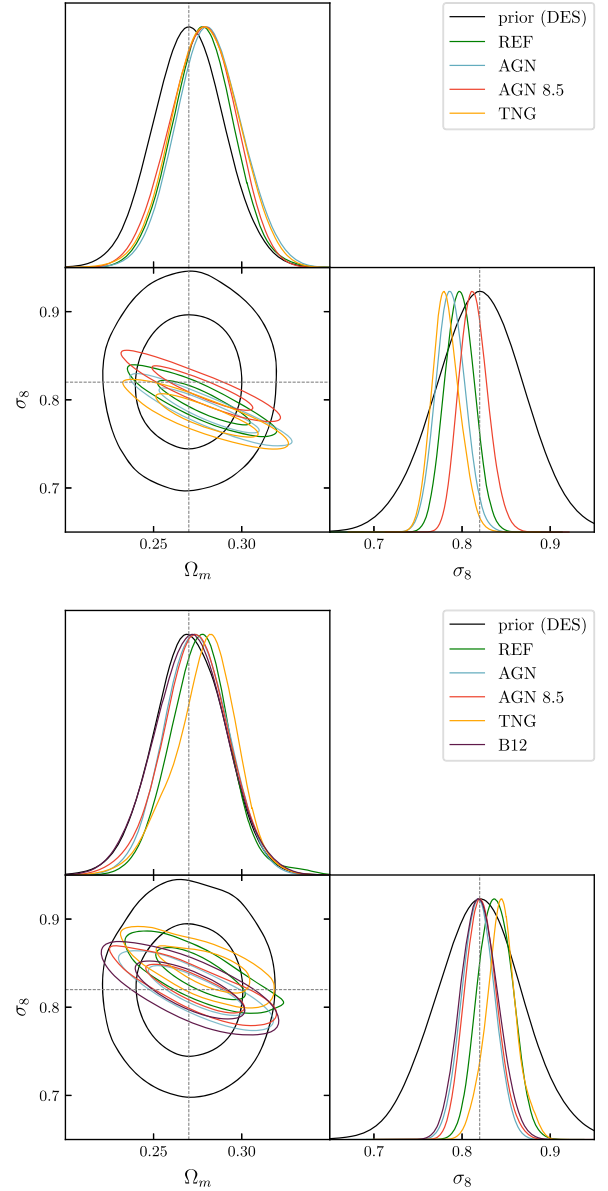 prior (DES)
REF
AGN
AGN 8.5
TNG
0.9
0.8
0.7
σ₈
0.25 0.30
Ωₘ
0.7 0.8 0.9
σ₈
prior (DES)
REF
AGN
AGN 8.5
TNG
B12
0.9
0.8
0.7
σ₈
0.25 0.30
Ωₘ
0.7 0.8 0.9
σ₈